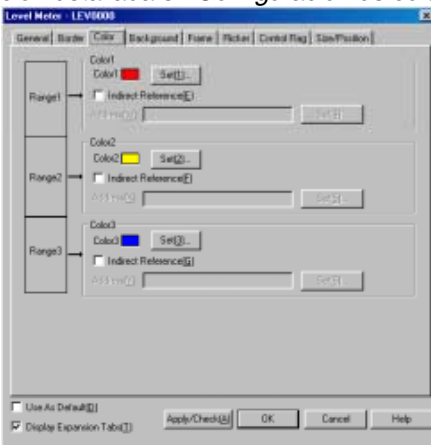 Level Meter - LEV0000
General Border Color Background Frame Flicker Control Flag Size/Position
Color1
Range1
Color1 Set(1)...
Indirect Reference(E)
Color2
Range2
Color2 Set(2)...
Indirect Reference(F)
Color3
Range3
Color3 Set(3)...
Indirect Reference(G)
Use As Default(D)
Display Expansion Tabs(T)
Apply/Check(A) OK Cancel Help